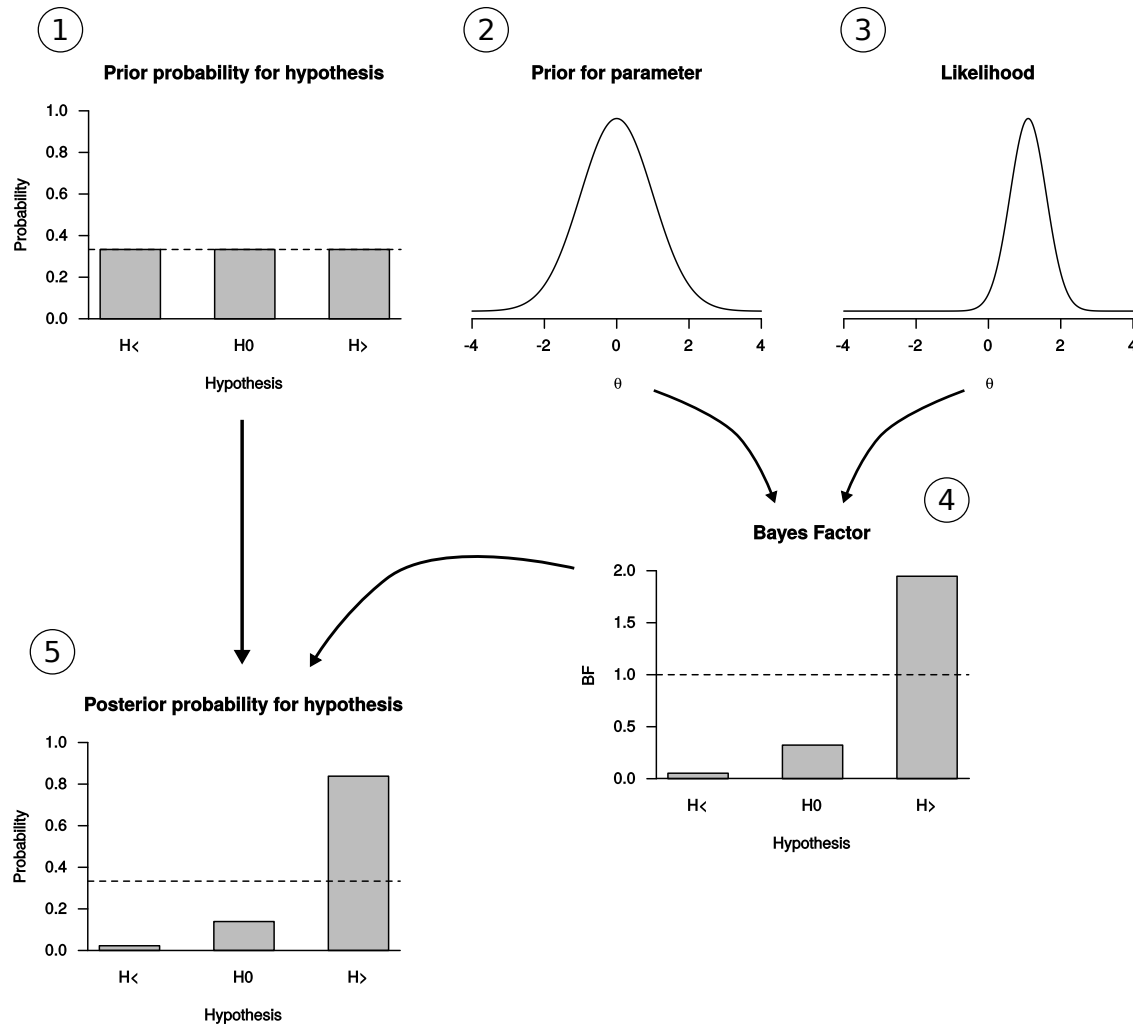 1
Prior probability for hypothesis
1.0
0.8
0.6
0.4
0.2
0.0
Probability
H< H0 H>
Hypothesis
2
Prior for parameter
-4 -2 0 2 4
θ
3
Likelihood
-4 -2 0 2 4
θ
4
Bayes Factor
2.0
1.5
1.0
0.5
0.0
BF
H< H0 H>
Hypothesis
5
Posterior probability for hypothesis
1.0
0.8
0.6
0.4
0.2
0.0
Probability
H< H0 H>
Hypothesis